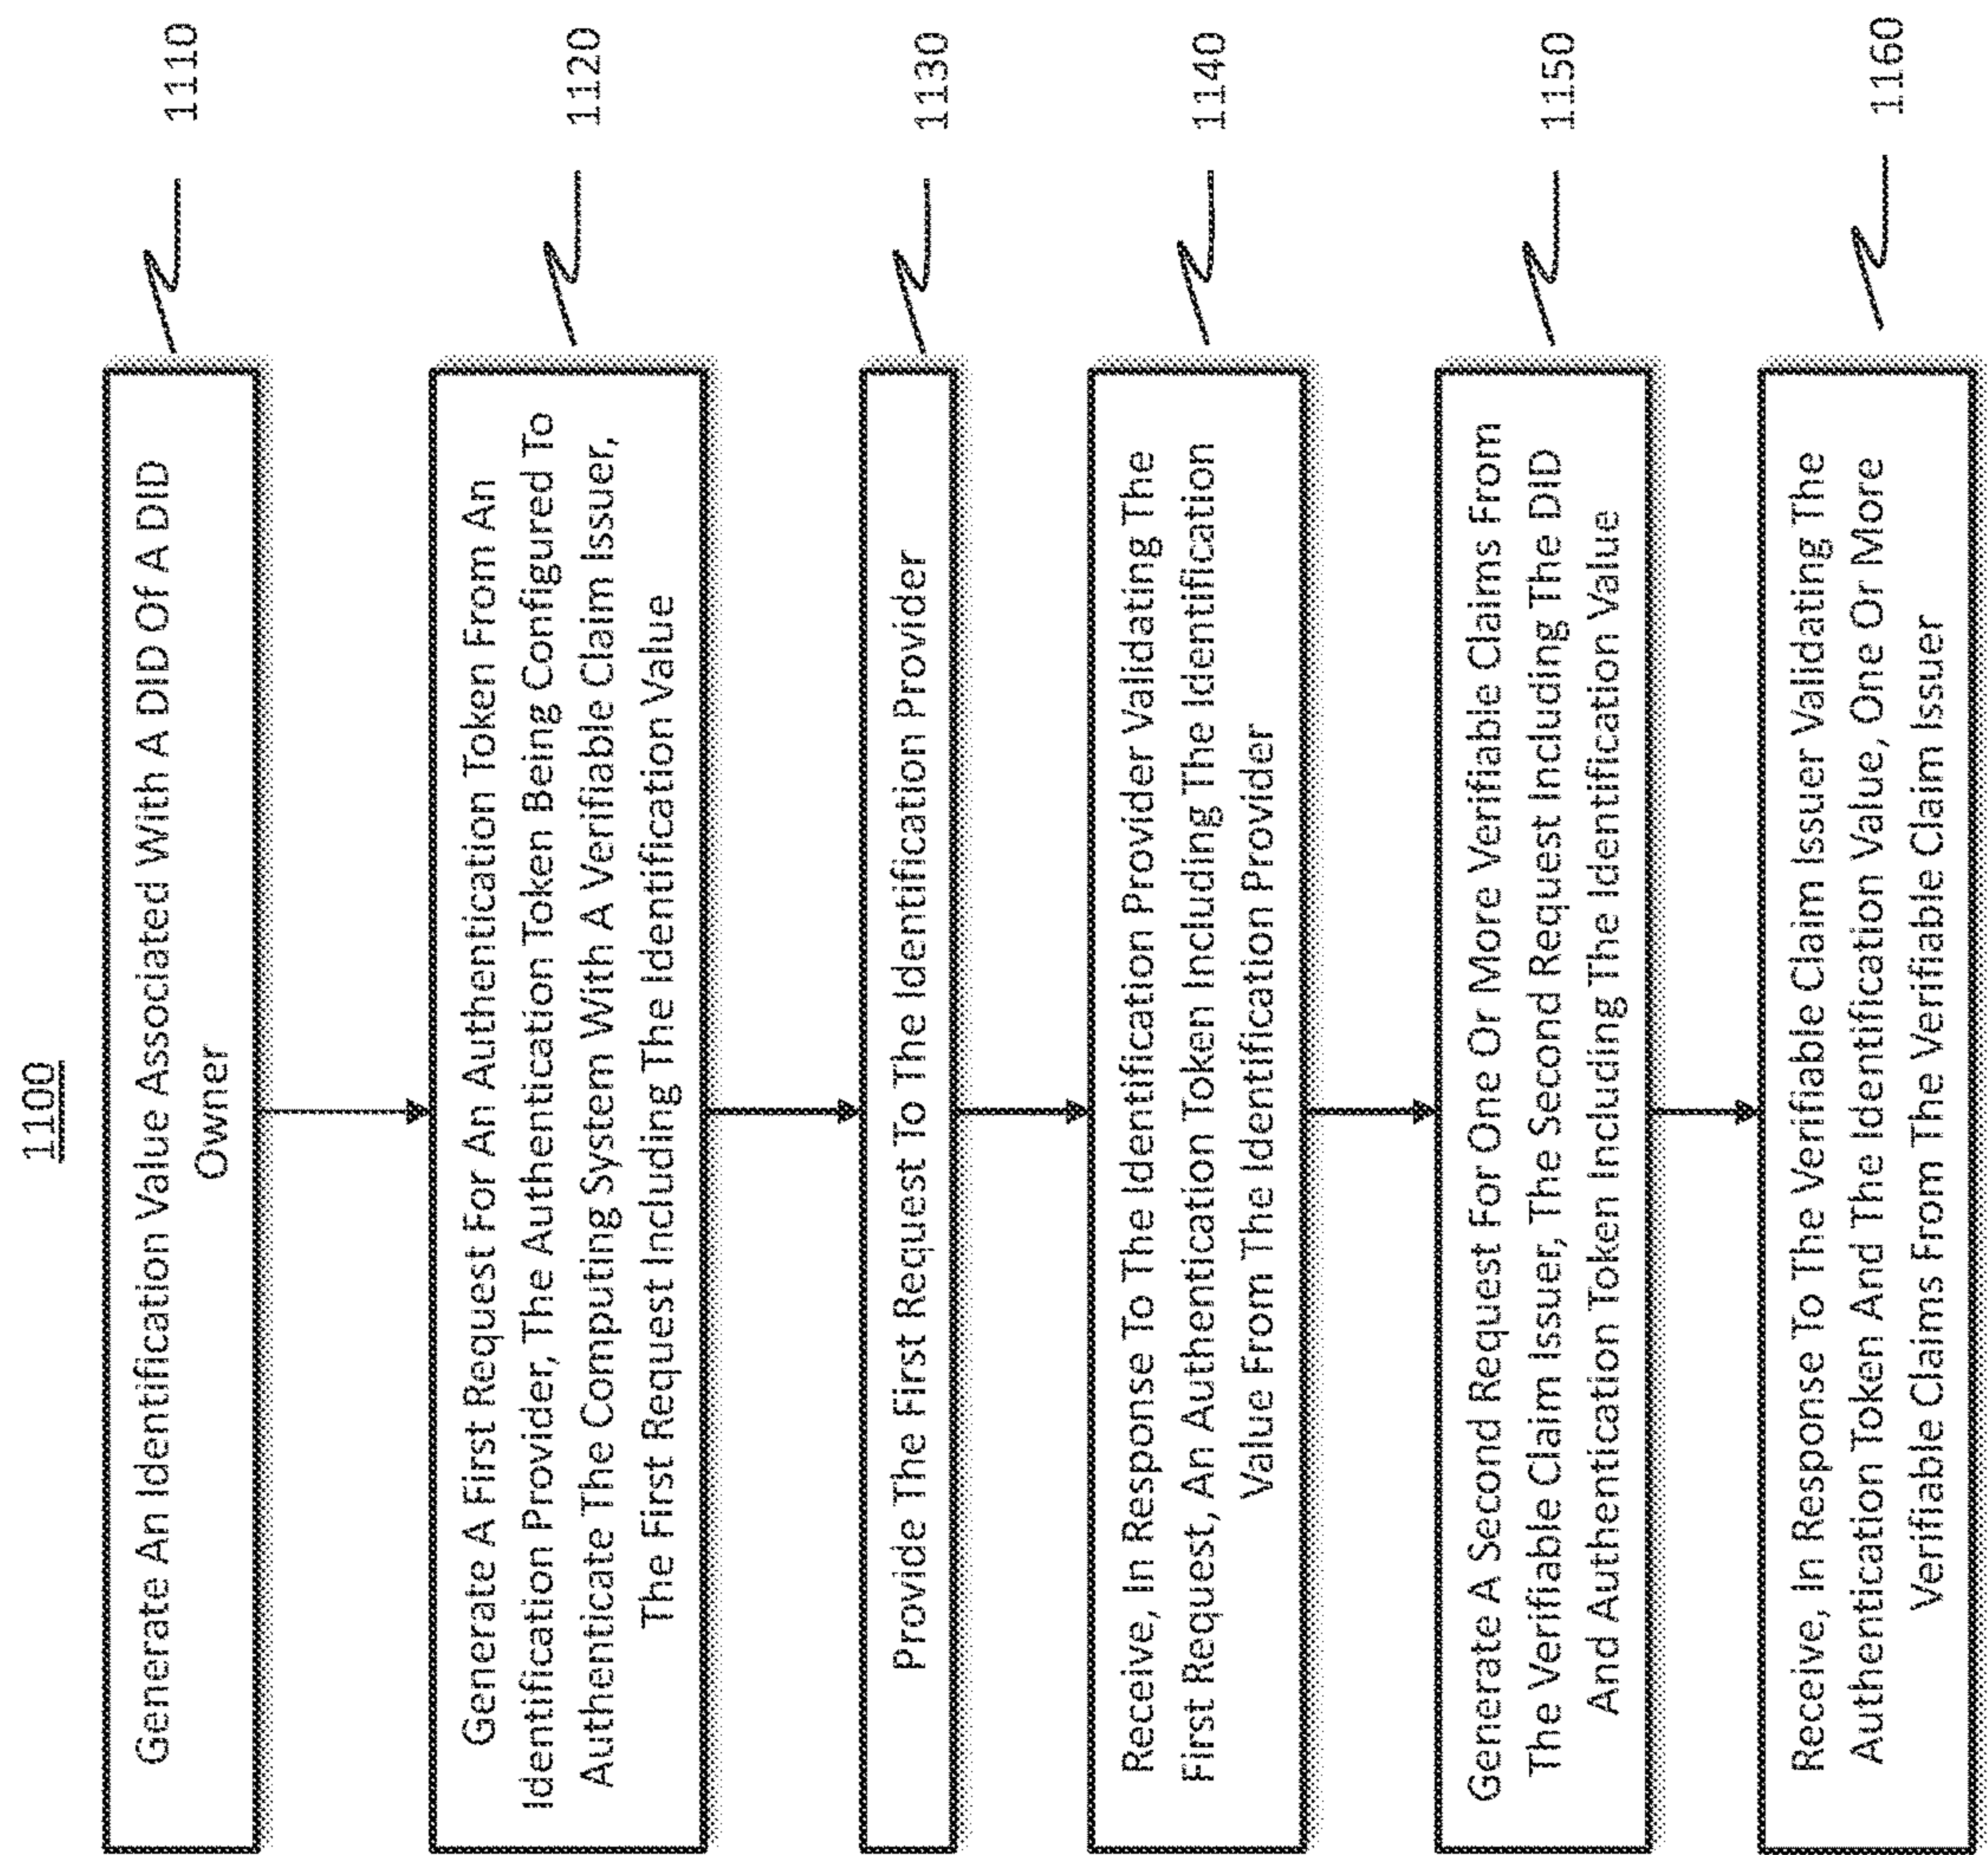 1100
Generate An Identification Value Associated With A DID Of A DID
Owner
1110
Generate A First Request For An Authentication Token From An
Identification Provider, The Authentication Token Being Configured To
Authenticate The Computing System With A Verifiable Claim Issuer,
The First Request Including The Identification Value
1120
Provide The First Request To The Identification Provider
1130
Receive, In Response To The Identification Provider Validating The
First Request, An Authentication Token Including The Identification
Value From The Identification Provider
1140
Generate A Second Request For One Or More Verifiable Claims From
The Verifiable Claim Issuer, The Second Request Including The DID
And Authentication Token Including The Identification Value
1150
Receive, In Response To The Verifiable Claim Issuer Validating The
Authentication Token And The Identification Value, One Or More
Verifiable Claims From The Verifiable Claim Issuer
1160